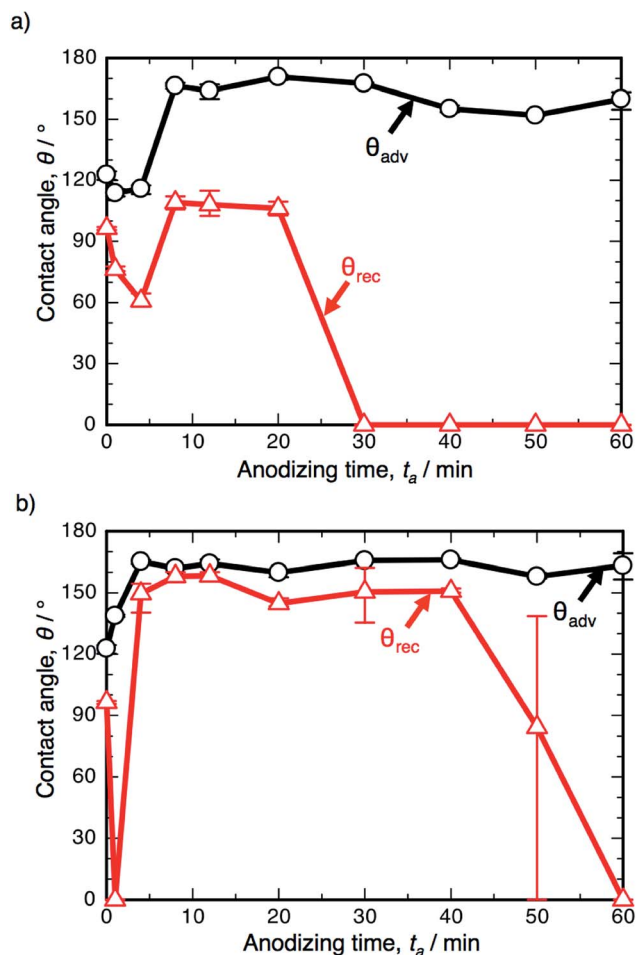 a)
180
150
120
90
60
30
0
Contact angle, θ / °
θadv
θrec
0 10 20 30 40 50 60
Anodizing time, ta / min
b)
180
150
120
90
60
30
0
Contact angle, θ / °
θrec
θadv
0 10 20 30 40 50 60
Anodizing time, ta / min